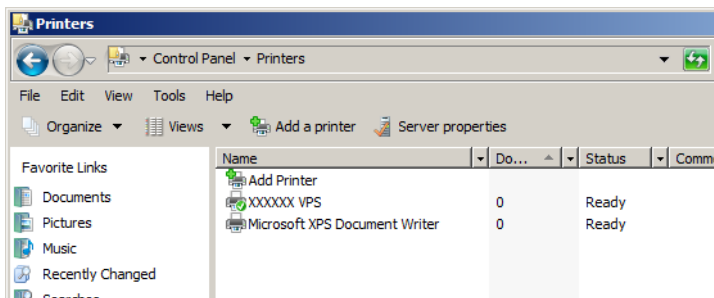 Printers
Control Panel Printers
File Edit View Tools Help
Organize Views Add a printer Server properties
Favorite Links
Documents
Pictures
Music
Recently Changed
Searches
Name Do... Status Comm
Add Printer
XXXXXX VPS 0 Ready
Microsoft XPS Document Writer 0 Ready